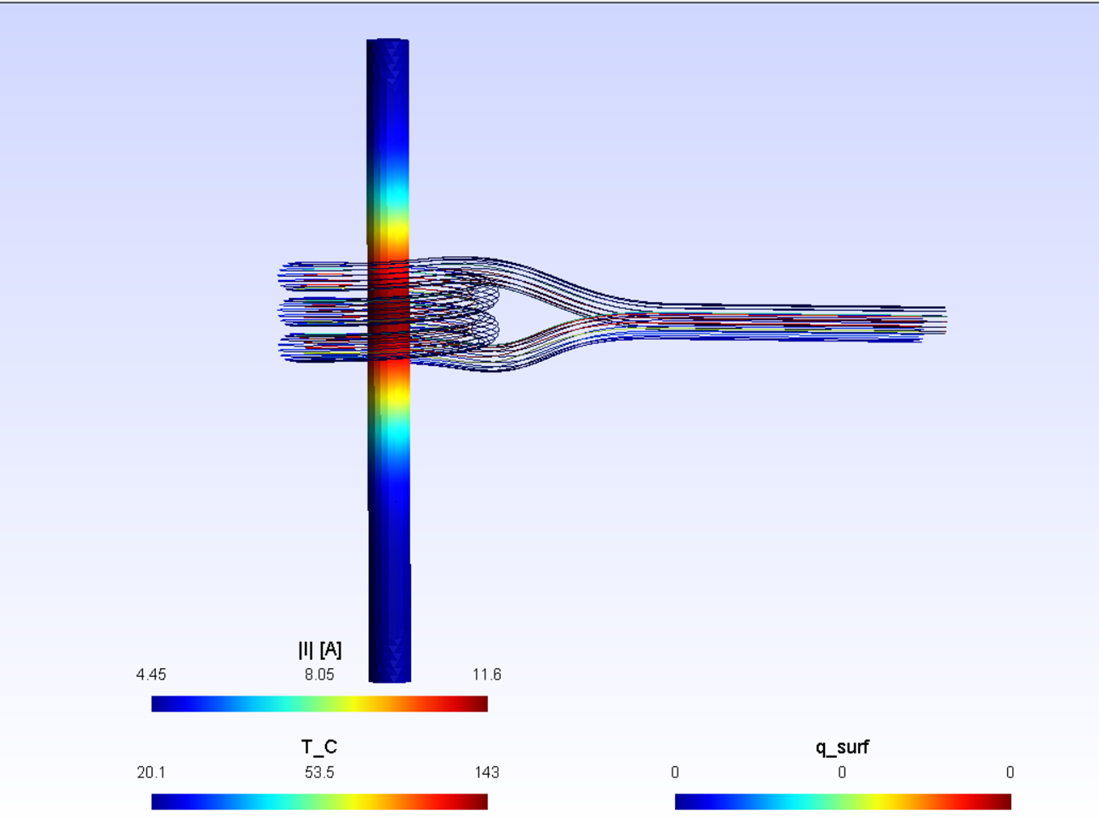 |I| [A]
4.45 8.05 11.6
T_C
20.1 53.5 143
q_surf
0 0 0